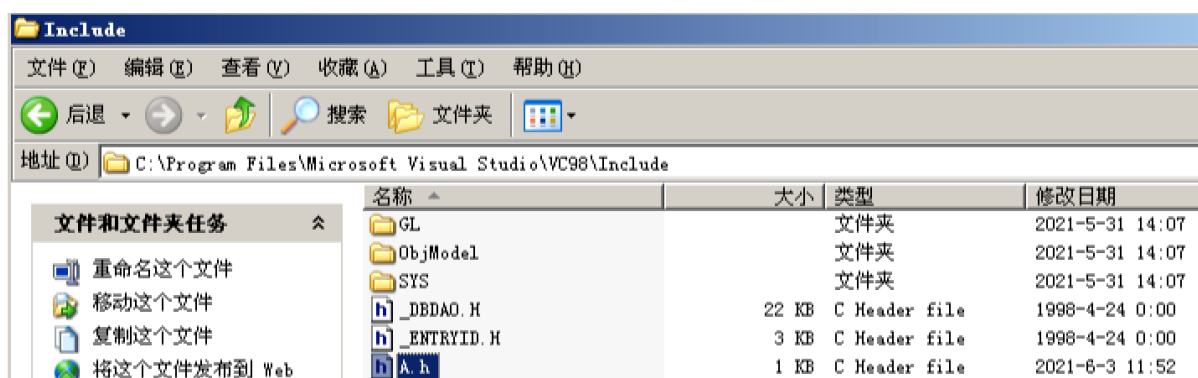 Include
文件(F) 编辑(E) 查看(V) 收藏(A) 工具(T) 帮助(H)
后退 搜索 文件夹
地址(D) C:\Program Files\Microsoft Visual Studio\VC98\Include
名称 大小 类型 修改日期
文件和文件夹任务
GL 文件夹 2021-5-31 14:07
ObjModel 文件夹 2021-5-31 14:07
重命名这个文件
SYS 文件夹 2021-5-31 14:07
移动这个文件
_DBDAO.H 22 KB C Header file 1998-4-24 0:00
复制这个文件
_ENTRYID.H 3 KB C Header file 1998-4-24 0:00
将这个文件发布到 Web
A.h 1 KB C Header file 2021-6-3 11:52